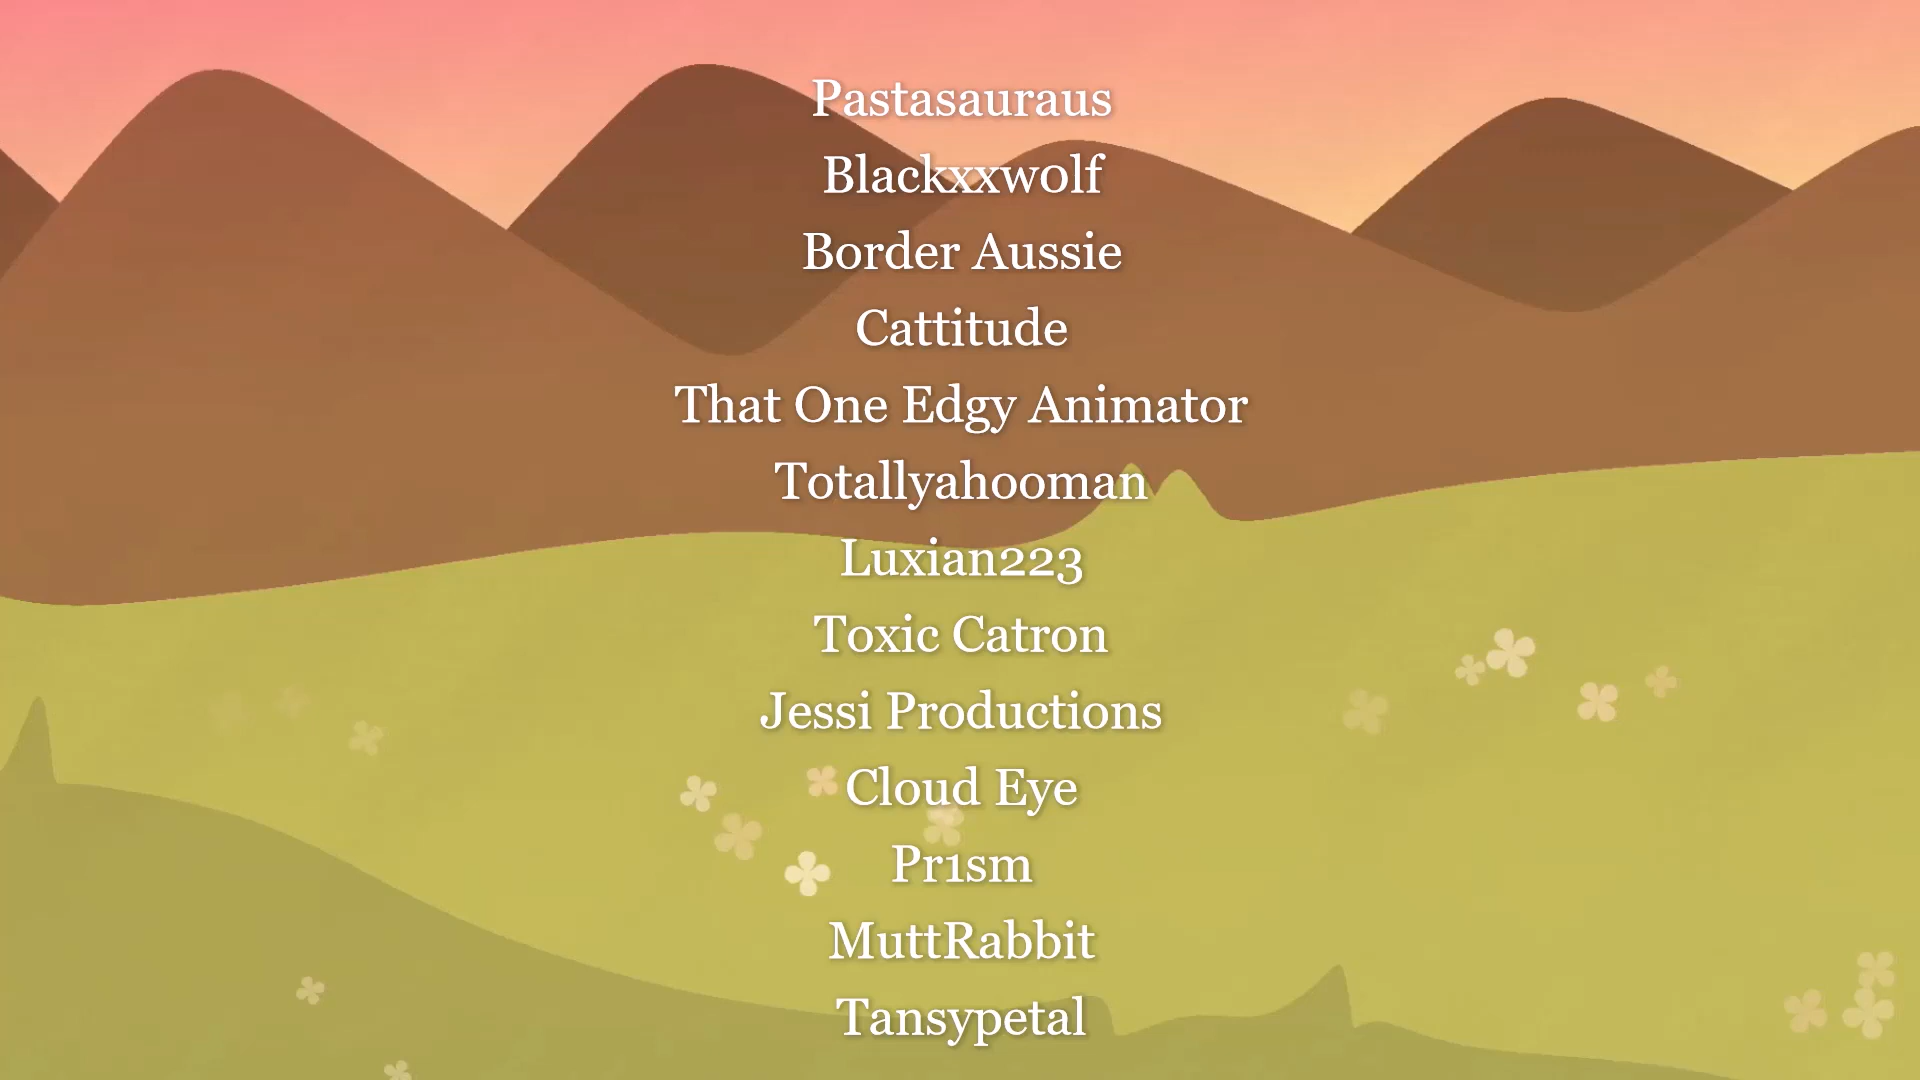 Pastasauraus
Blackxxwolf
Border Aussie
Cattitude
That One Edgy Animator
Totallyahooman
Luxian223
Toxic Catron
Jessi Productions
Cloud Eye
Pr1sm
MuttRabbit
Tansypetal